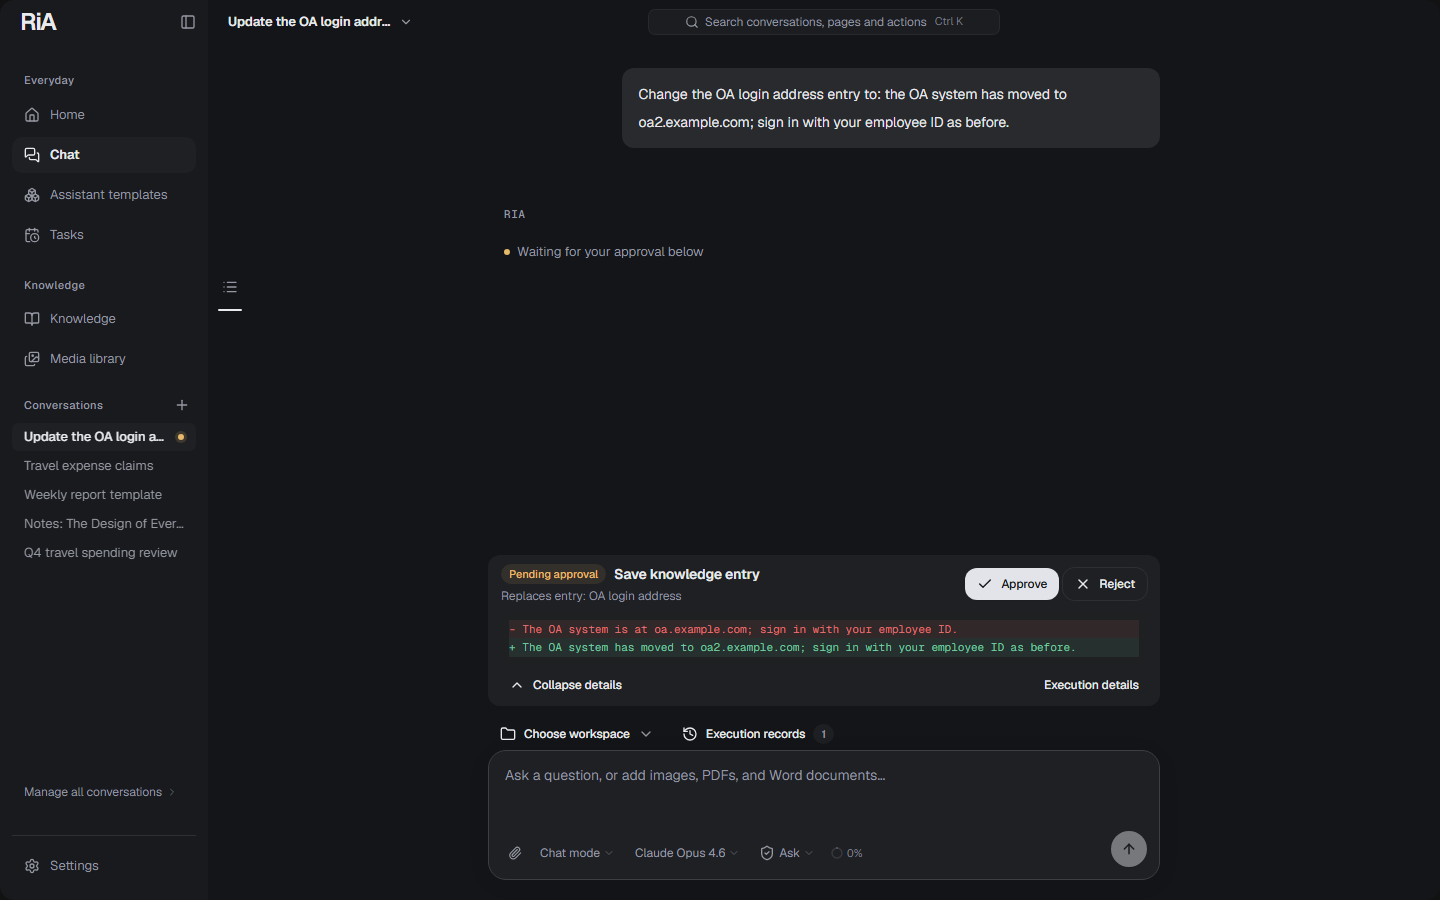 RiA
Update the OA login addr...
Search conversations, pages and actions Ctrl K
Everyday
Home
Chat
Assistant templates
Tasks
Knowledge
Knowledge
Media library
Conversations
Update the OA login a...
Travel expense claims
Weekly report template
Notes: The Design of Ever...
Q4 travel spending review
Manage all conversations
Settings
Change the OA login address entry to: the OA system has moved to
oa2.example.com; sign in with your employee ID as before.
RIA
Waiting for your approval below
Pending approval Save knowledge entry
Replaces entry: OA login address
Approve
Reject
- The OA system is at oa.example.com; sign in with your employee ID.
+ The OA system has moved to oa2.example.com; sign in with your employee ID as before.
Collapse details
Execution details
Choose workspace
Execution records 1
Ask a question, or add images, PDFs, and Word documents...
Chat mode
Claude Opus 4.6
Ask
0%